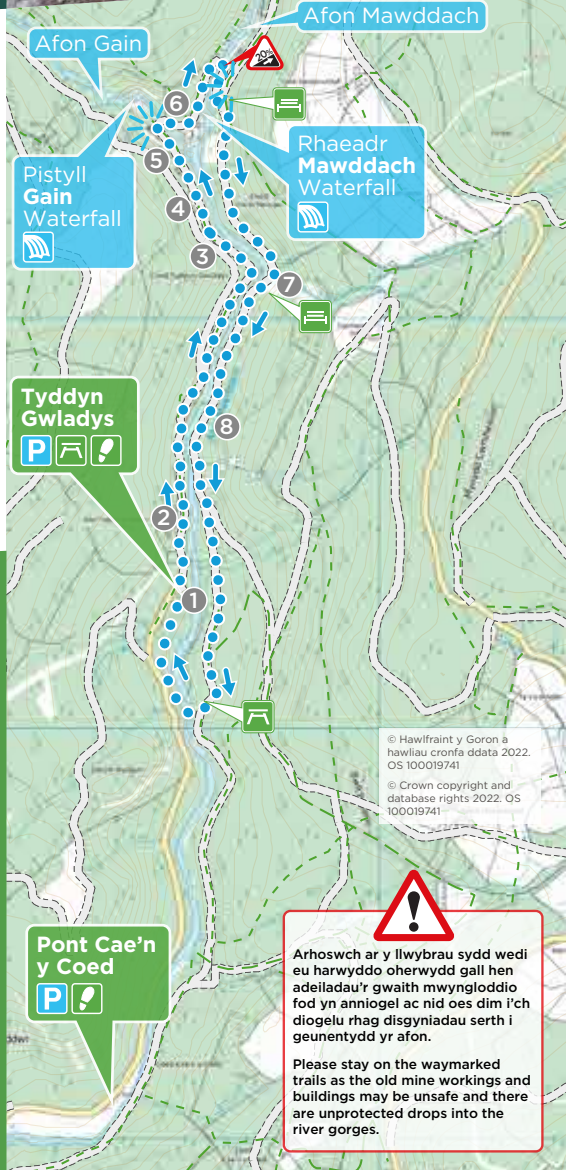 Afon Mawddach
Afon Gain
20%
6
Rhaeadr
Mawddach
Waterfall
5
Pistyll
Gain
Waterfall
4
3
7
Tyddyn
Gwladys
P
8
2
1
© Hawlfraint y Goron a
hawliau cronfa ddata 2022.
OS 100019741
© Crown copyright and
database rights 2022. OS
100019741
Pont Cae'n
y Coed
P
!
Arhoswch ar y llwybrau sydd wedi
eu harwyddo oherwydd gall hen
adeiladau'r gwaith mwyngloddio
fod yn anniogel ac nid oes dim i'ch
diogelu rhag disgyniadau serth i
geunentydd yr afon.
Please stay on the waymarked
trails as the old mine workings and
buildings may be unsafe and there
are unprotected drops into the
river gorges.